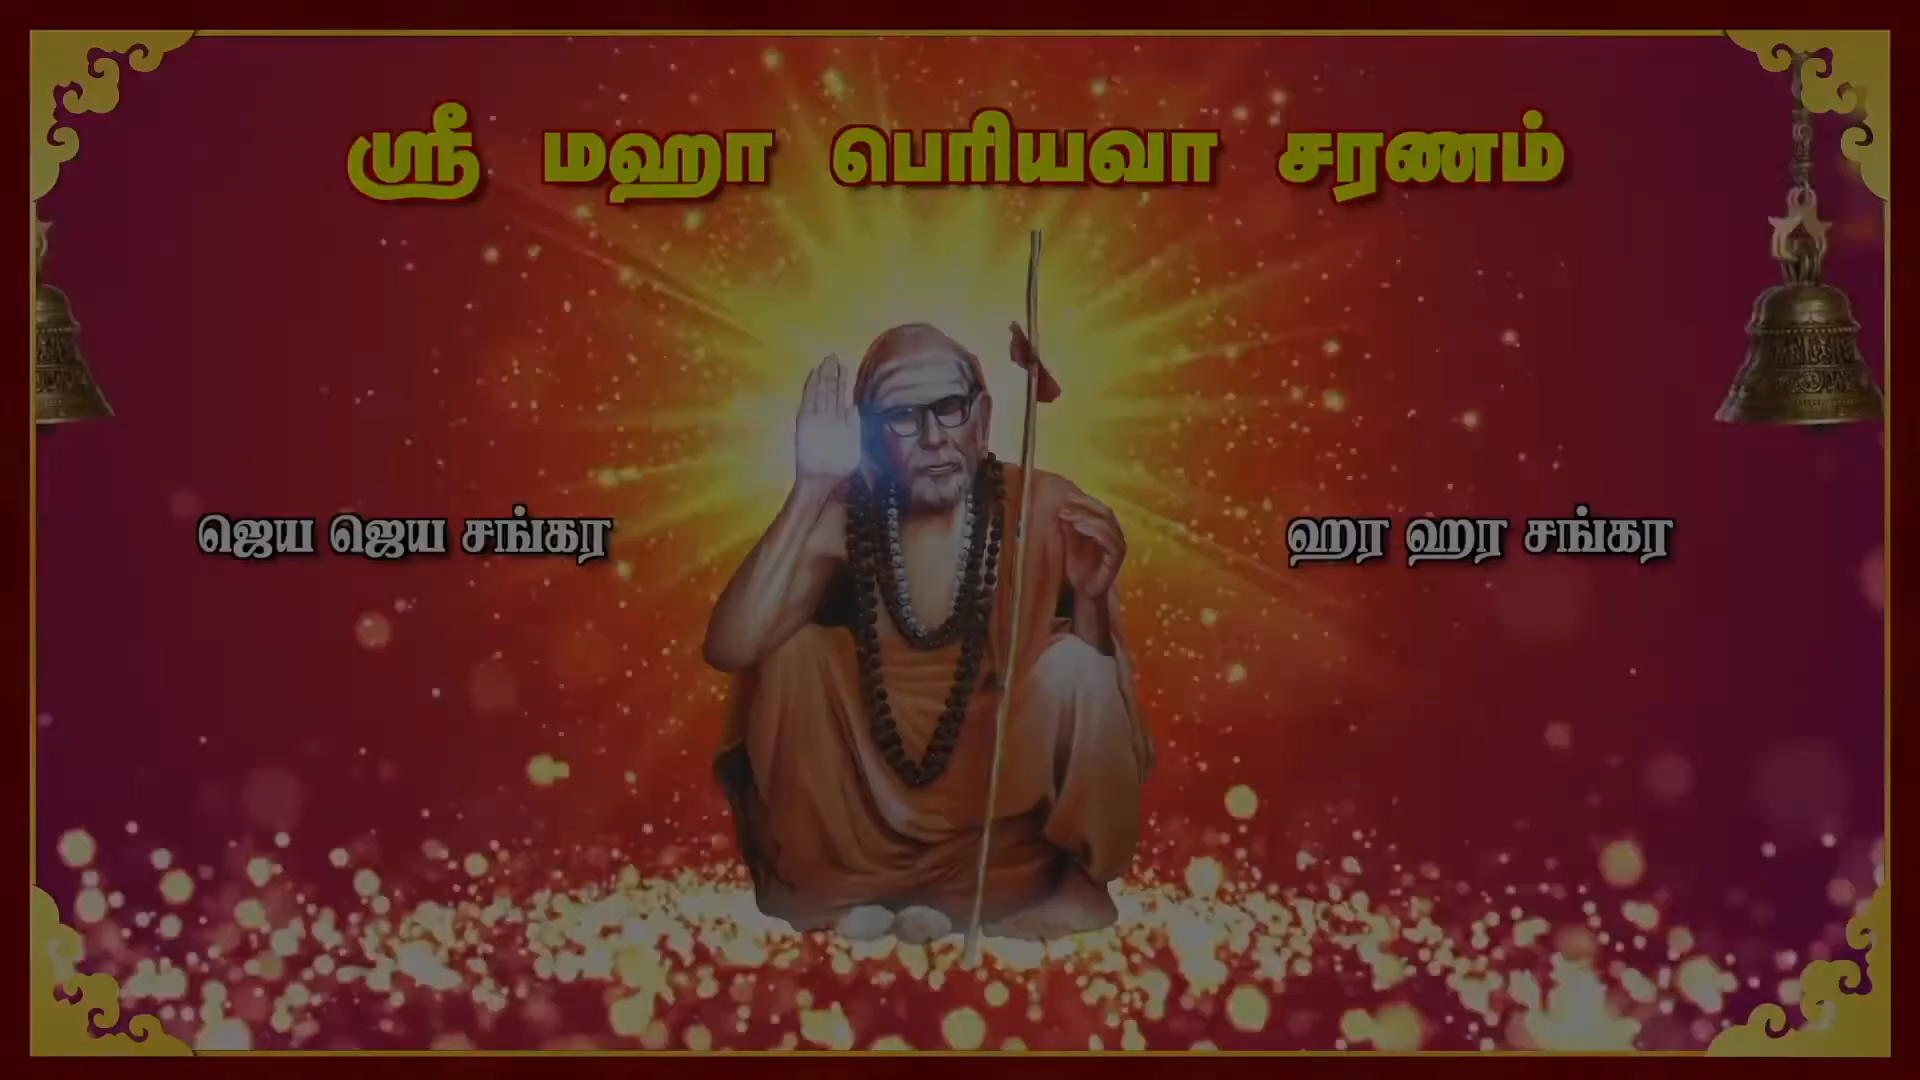 ஸ்ரீ மஹா பெரியவா சரணம்
ஜெய ஜெய சங்கர
ஹர ஹர சங்கர